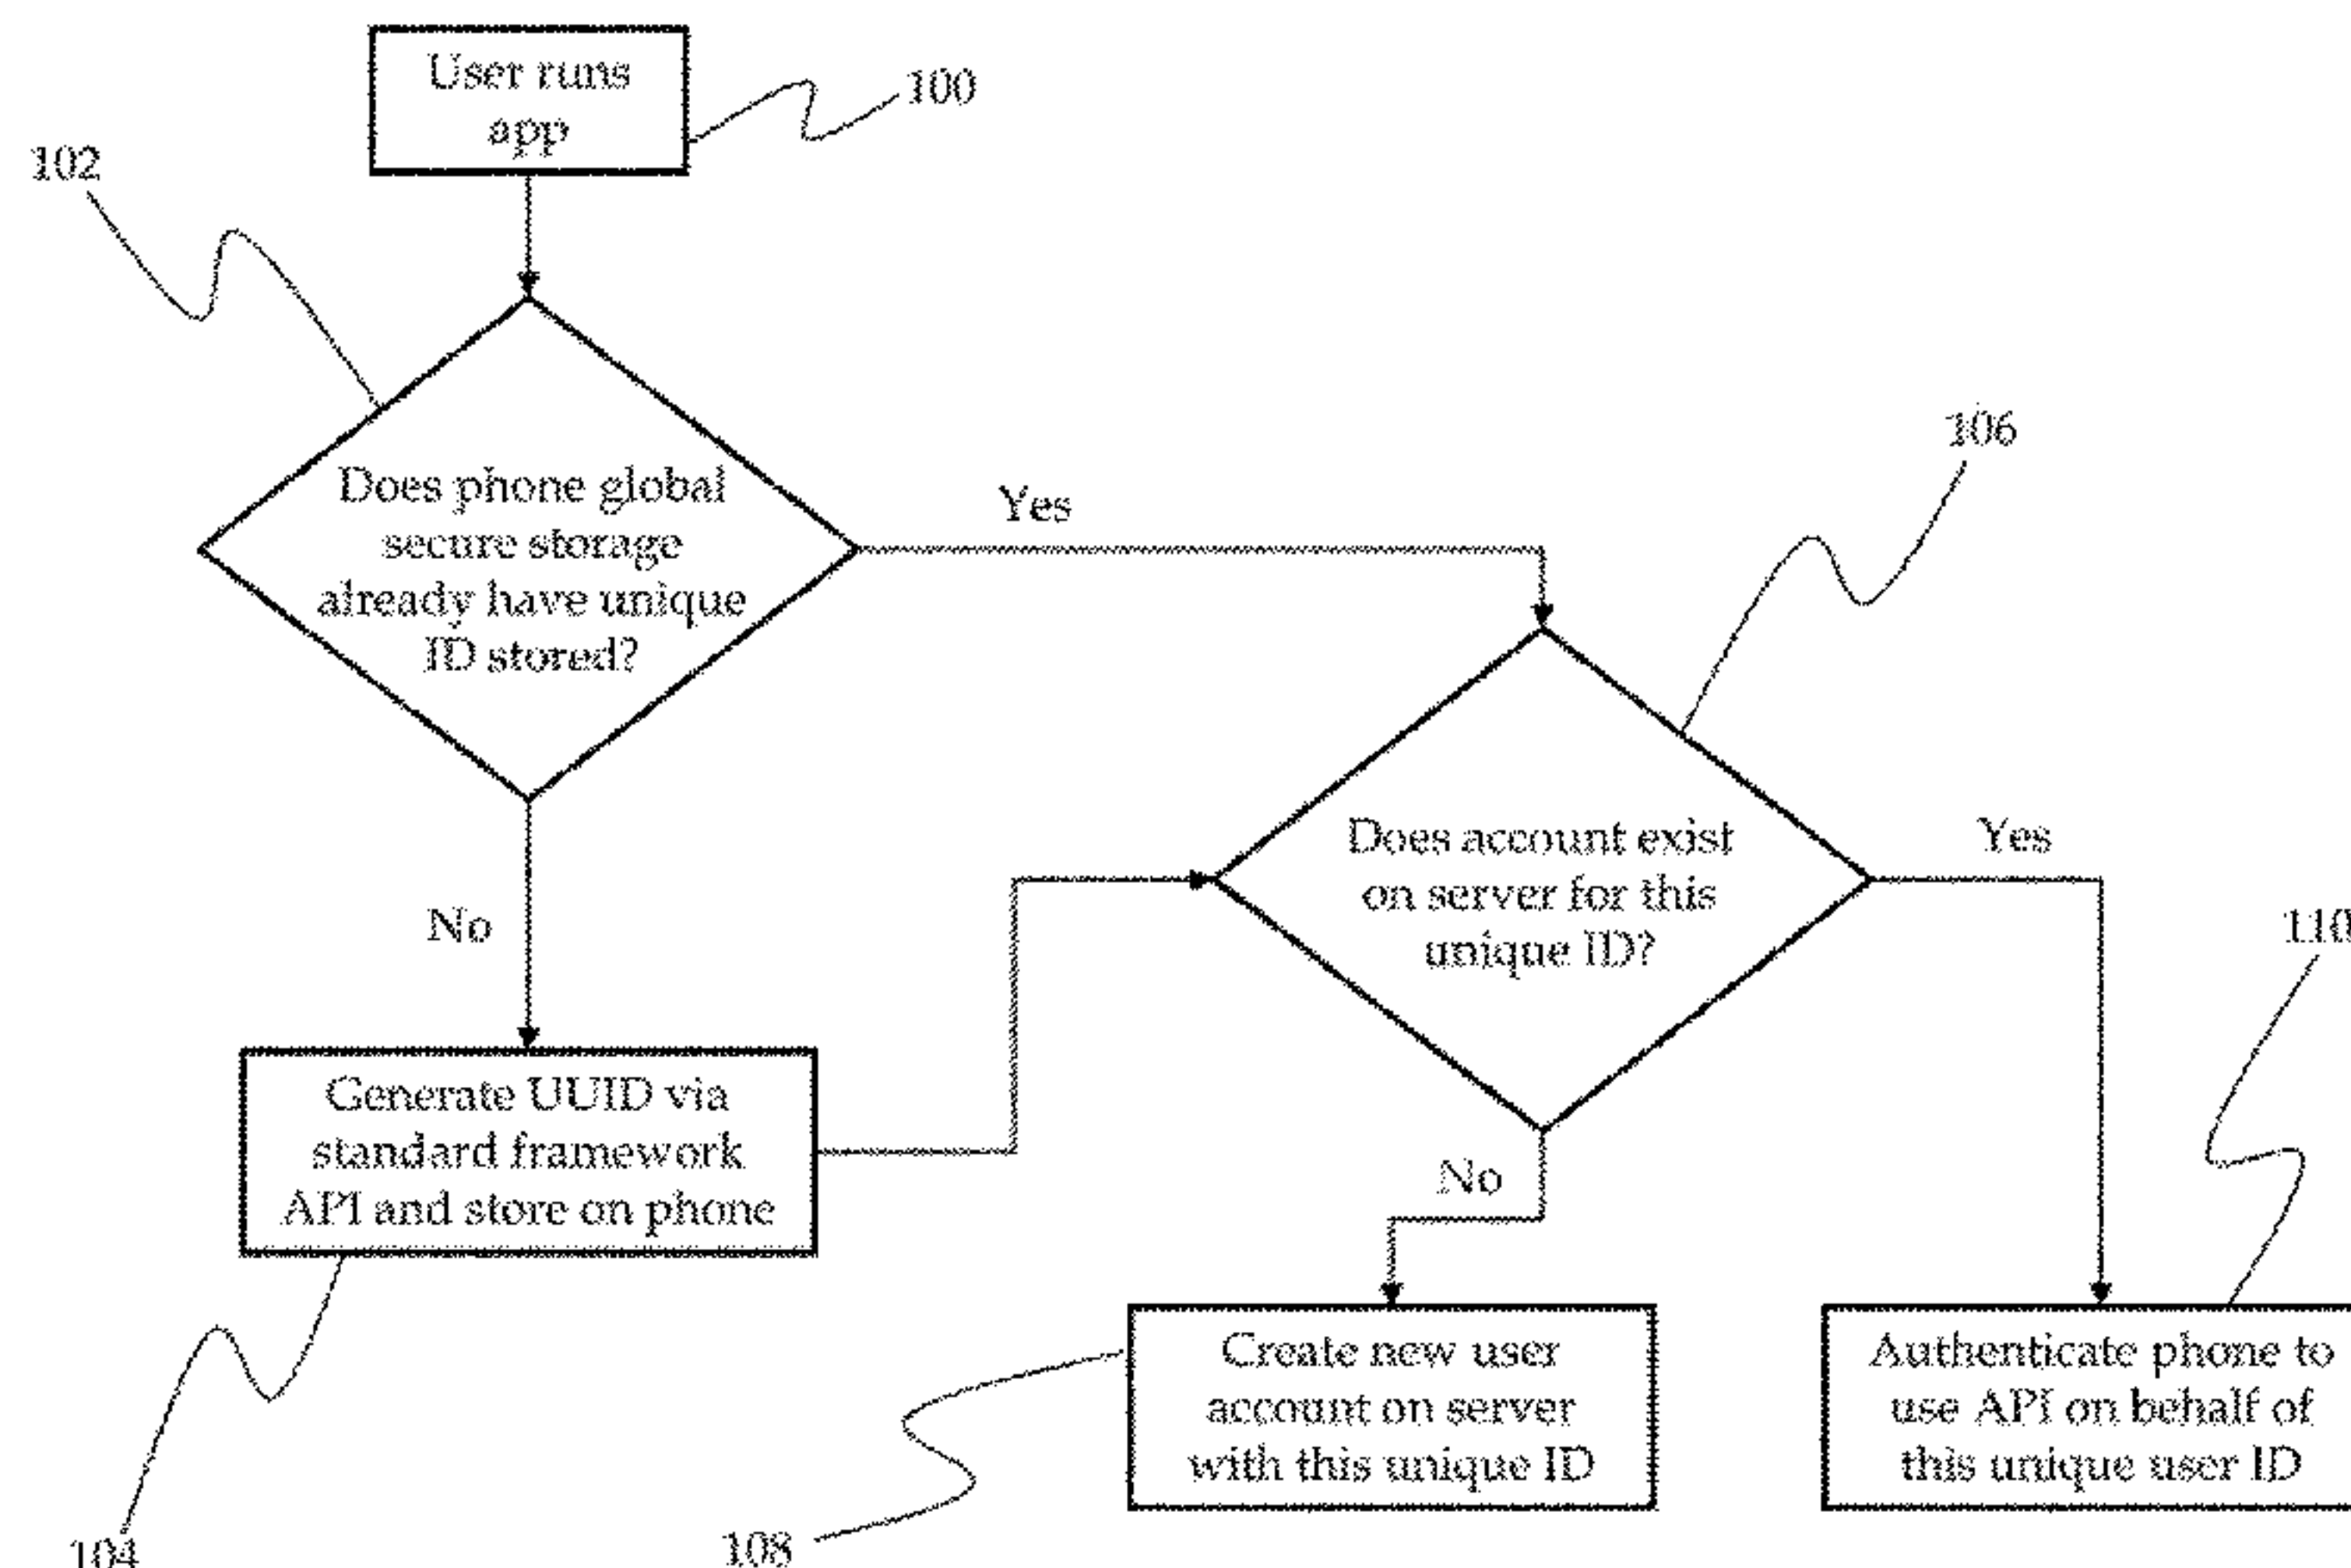 User runs
app
100
102
Does phone global
secure storage
already have unique
ID stored?
Yes
106
No
Does account exist
on server for this
unique ID?
Yes
110
Generate UUID via
standard framework
API and store on phone
No
104
Create new user
account on server
with this unique ID
108
Authenticate phone to
use API on behalf of
this unique user ID